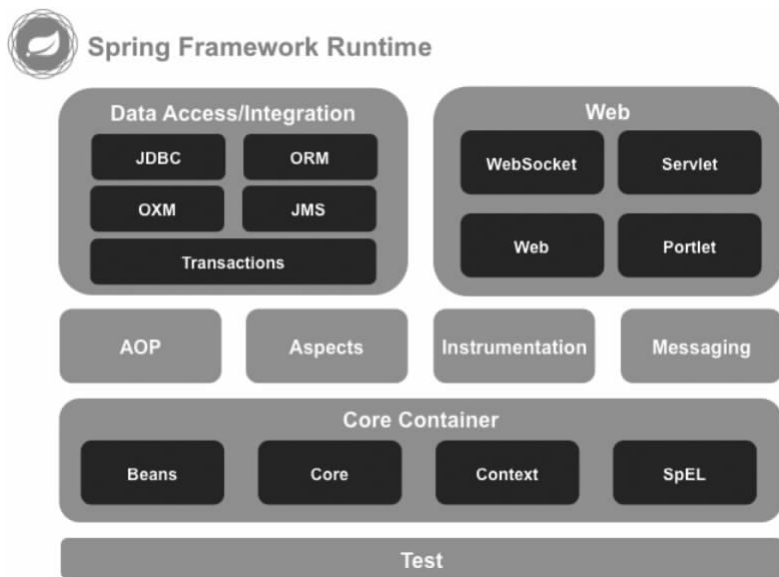 Spring Framework Runtime
Data Access/Integration
JDBC
ORM
OXM
JMS
Transactions
Web
WebSocket
Servlet
Web
Portlet
AOP
Aspects
Instrumentation
Messaging
Core Container
Beans
Core
Context
SpEL
Test